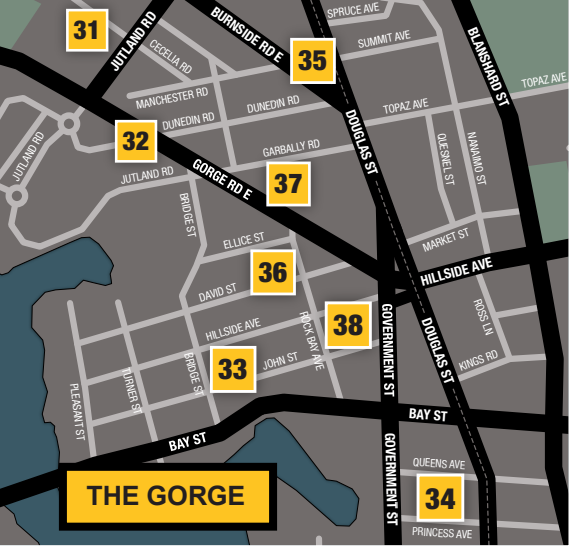 SPRUCE AVE
31
JUTLAND RD
BURNSIDE RD E
SUMMIT AVE
BLANSHARD ST
CECELIA RD
35
TOPAZ AVE
MANCHESTER RD
DUNEDIN RD
DUNEDIN RD
TOPAZ AVE
DOUGLAS ST
32
JUTLAND RD
GARBALLY RD
QUESNEL ST
NANAIMO ST
JUTLAND RD
GORGE RD E
37
BRIDGE ST
ELLICE ST
MARKET ST
36
HILLSIDE AVE
DAVID ST
HILLSIDE AVE
ROCK BAY AVE
38
GOVERNMENT ST
DOUGLAS ST
ROSS LN
BRIDGE ST
33
JOHN ST
KINGS RD
PLEASANT ST
TURNER ST
BAY ST
BAY ST
GOVERNMENT ST
QUEENS AVE
THE GORGE
34
PRINCESS AVE